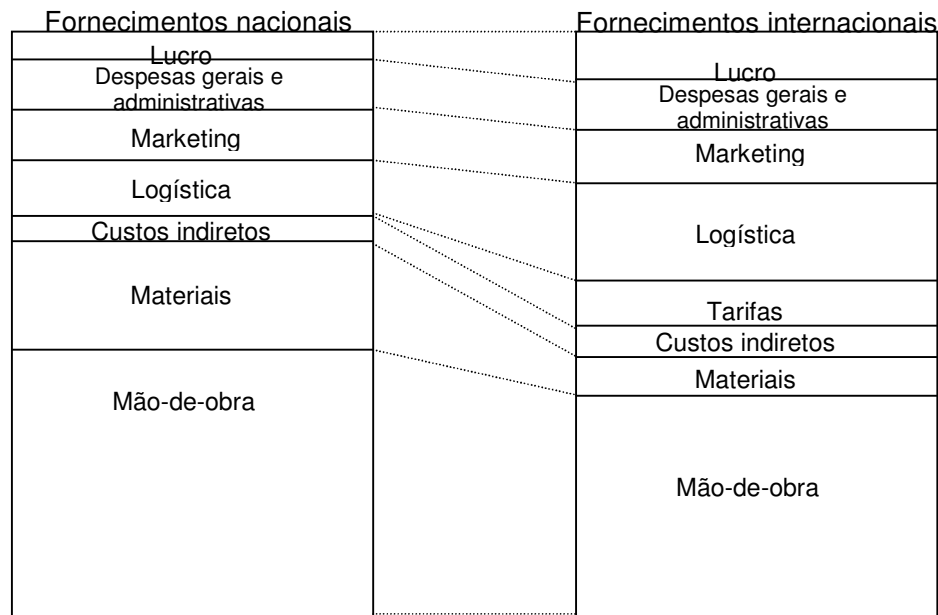 Fornecimentos nacionais
Lucro
Despesas gerais e
administrativas
Marketing
Logística
Custos indiretos
Materiais
Mão-de-obra
Fornecimentos internacionais
Lucro
Despesas gerais e
administrativas
Marketing
Logística
Tarifas
Custos indiretos
Materiais
Mão-de-obra